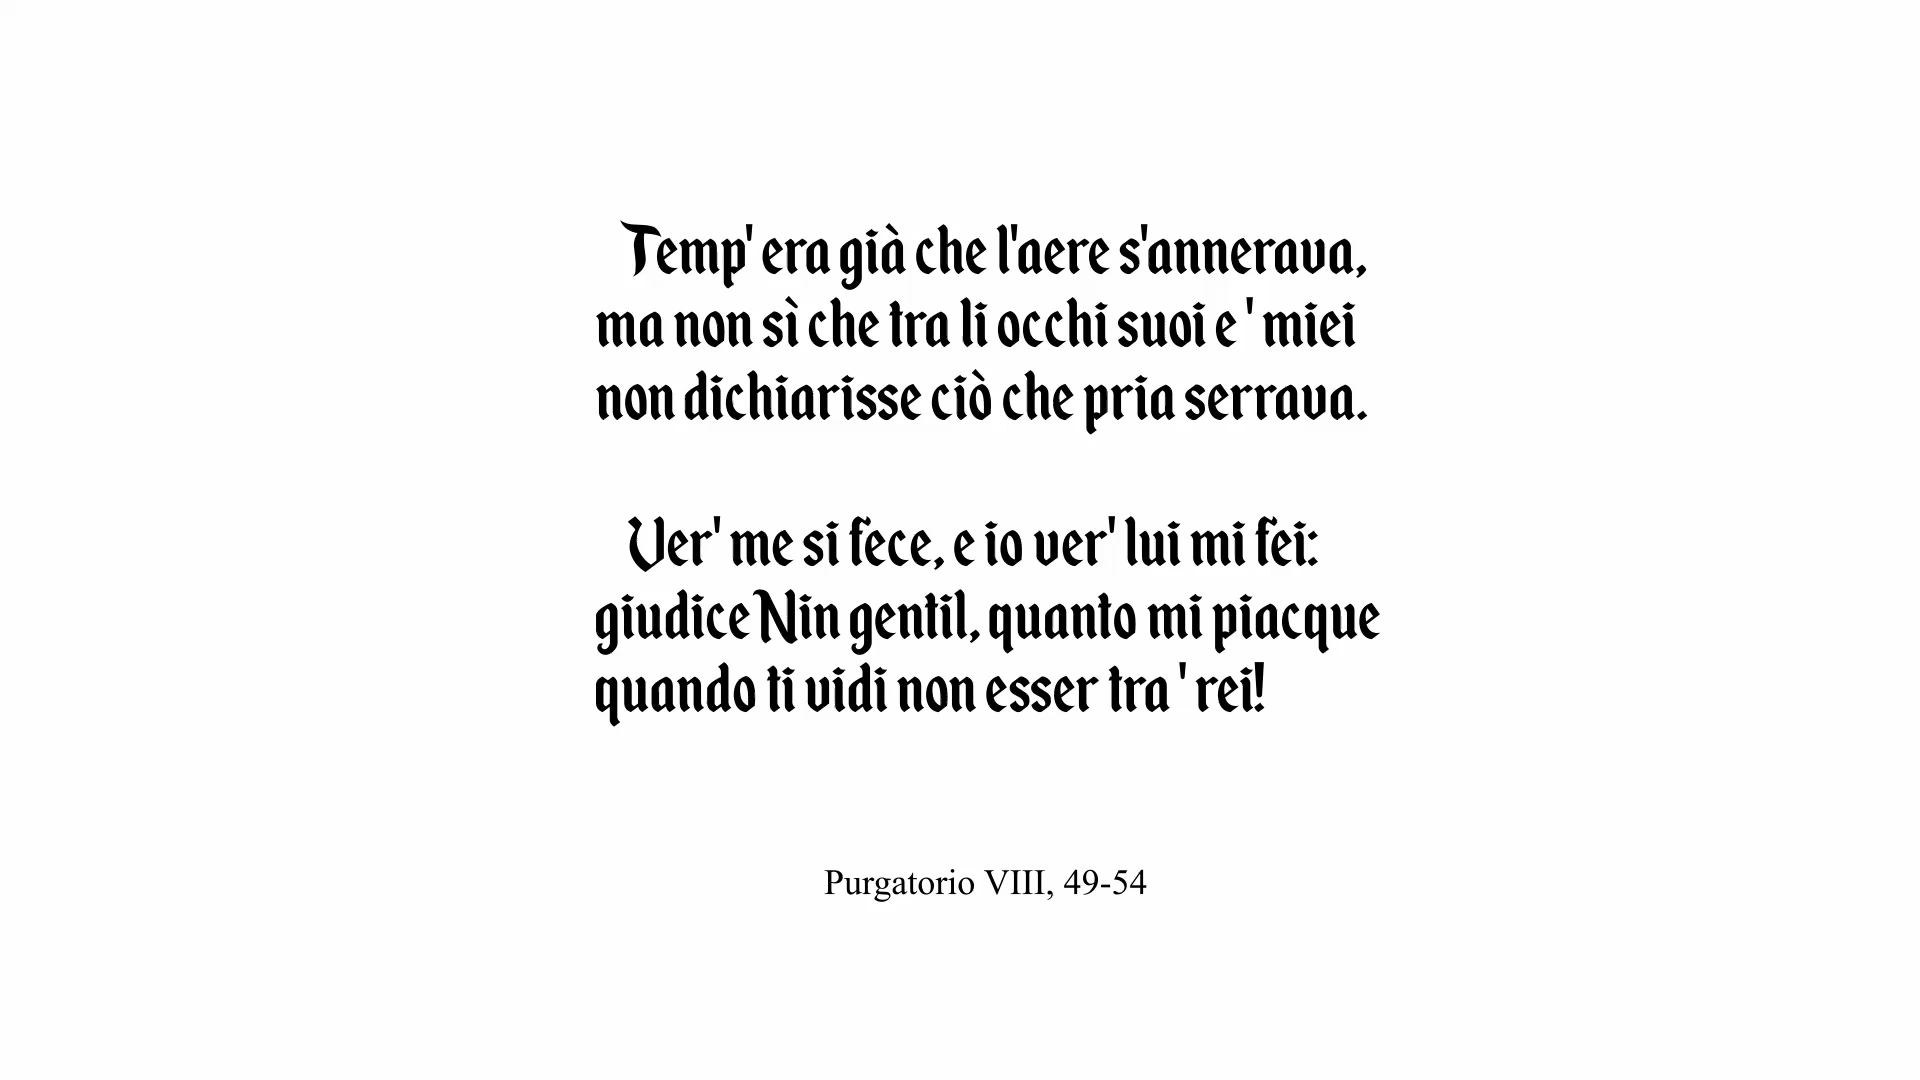 Temp' era già che l'aere s'annerava,
ma non sì che tra li occhi suoi e ' miei
non dichiarisse ciò che pria serrava.
Ver' me si fece, e io ver' lui mi fei:
giudice Nin gentil, quanto mi piacque
quando ti vidi non esser tra ' rei!
Purgatorio VIII, 49-54